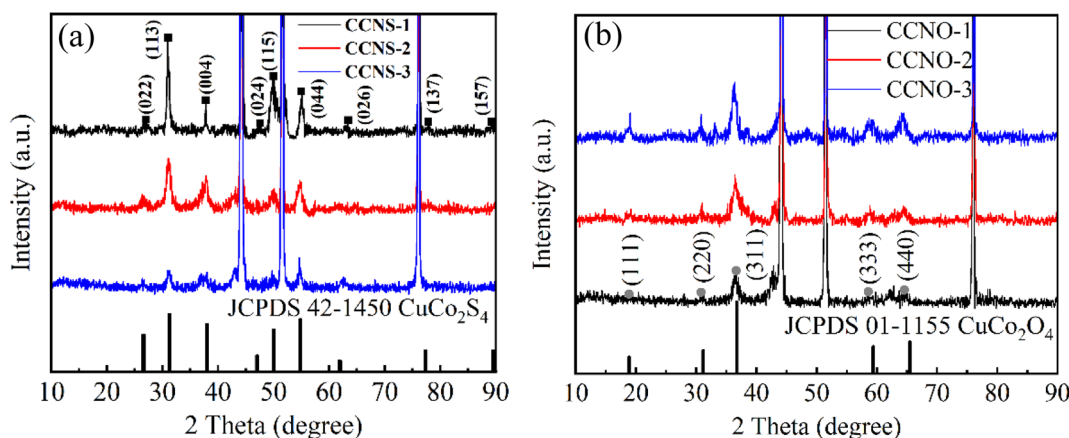 (a)
CCNS-1
CCNS-2
CCNS-3
(022)
(113)
(004)
(024)
(115)
(044)
(026)
(137)
(157)
JCPDS 42-1450 CuCo₂S₄
Intensity (a.u.)
10 20 30 40 50 60 70 80 90
2 Theta (degree)
(b)
CCNO-1
CCNO-2
CCNO-3
(111)
(220)
(311)
(333)
(440)
JCPDS 01-1155 CuCo₂O₄
Intensity (a.u.)
10 20 30 40 50 60 70 80 90
2 Theta (degree)